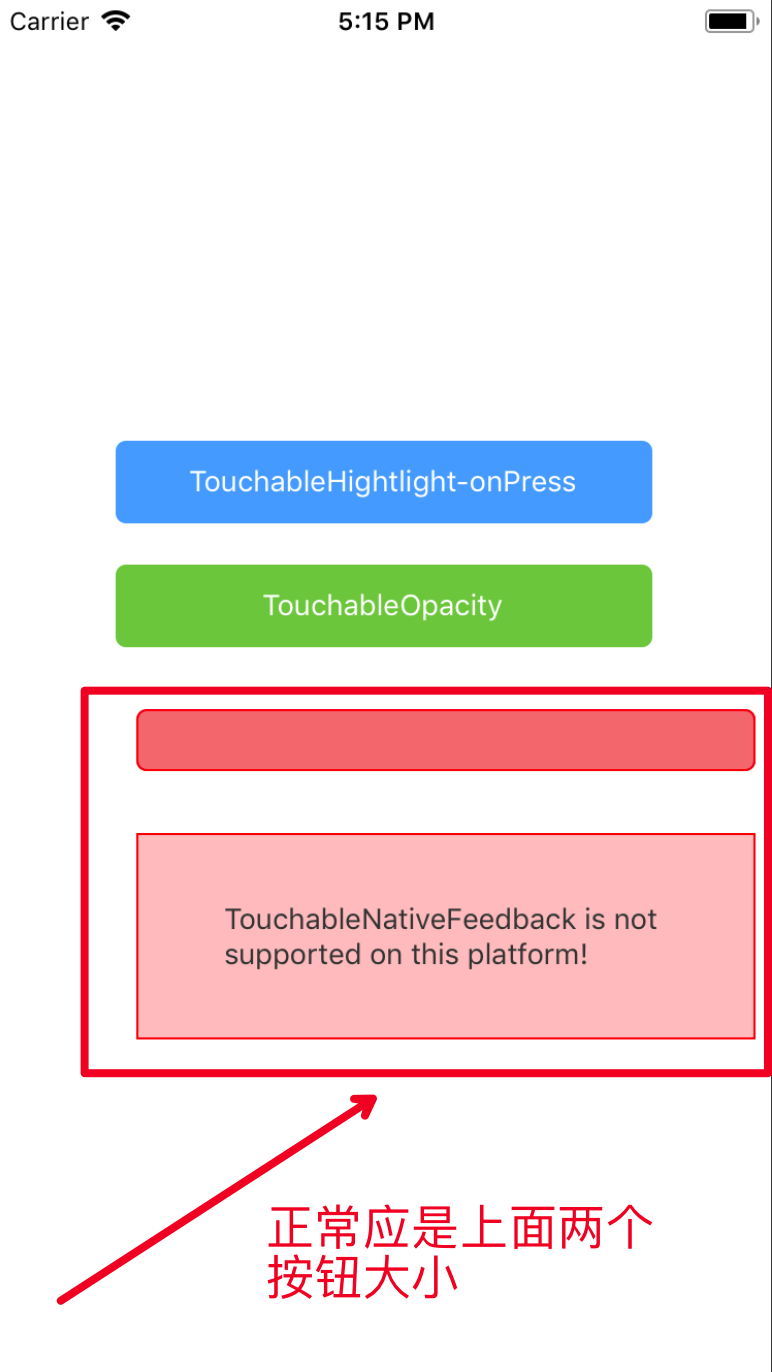 Carrier
5:15 PM
TouchableHightlight-onPress
TouchableOpacity
TouchableNativeFeedback is not
supported on this platform!
正常应是上面两个
按钮大小